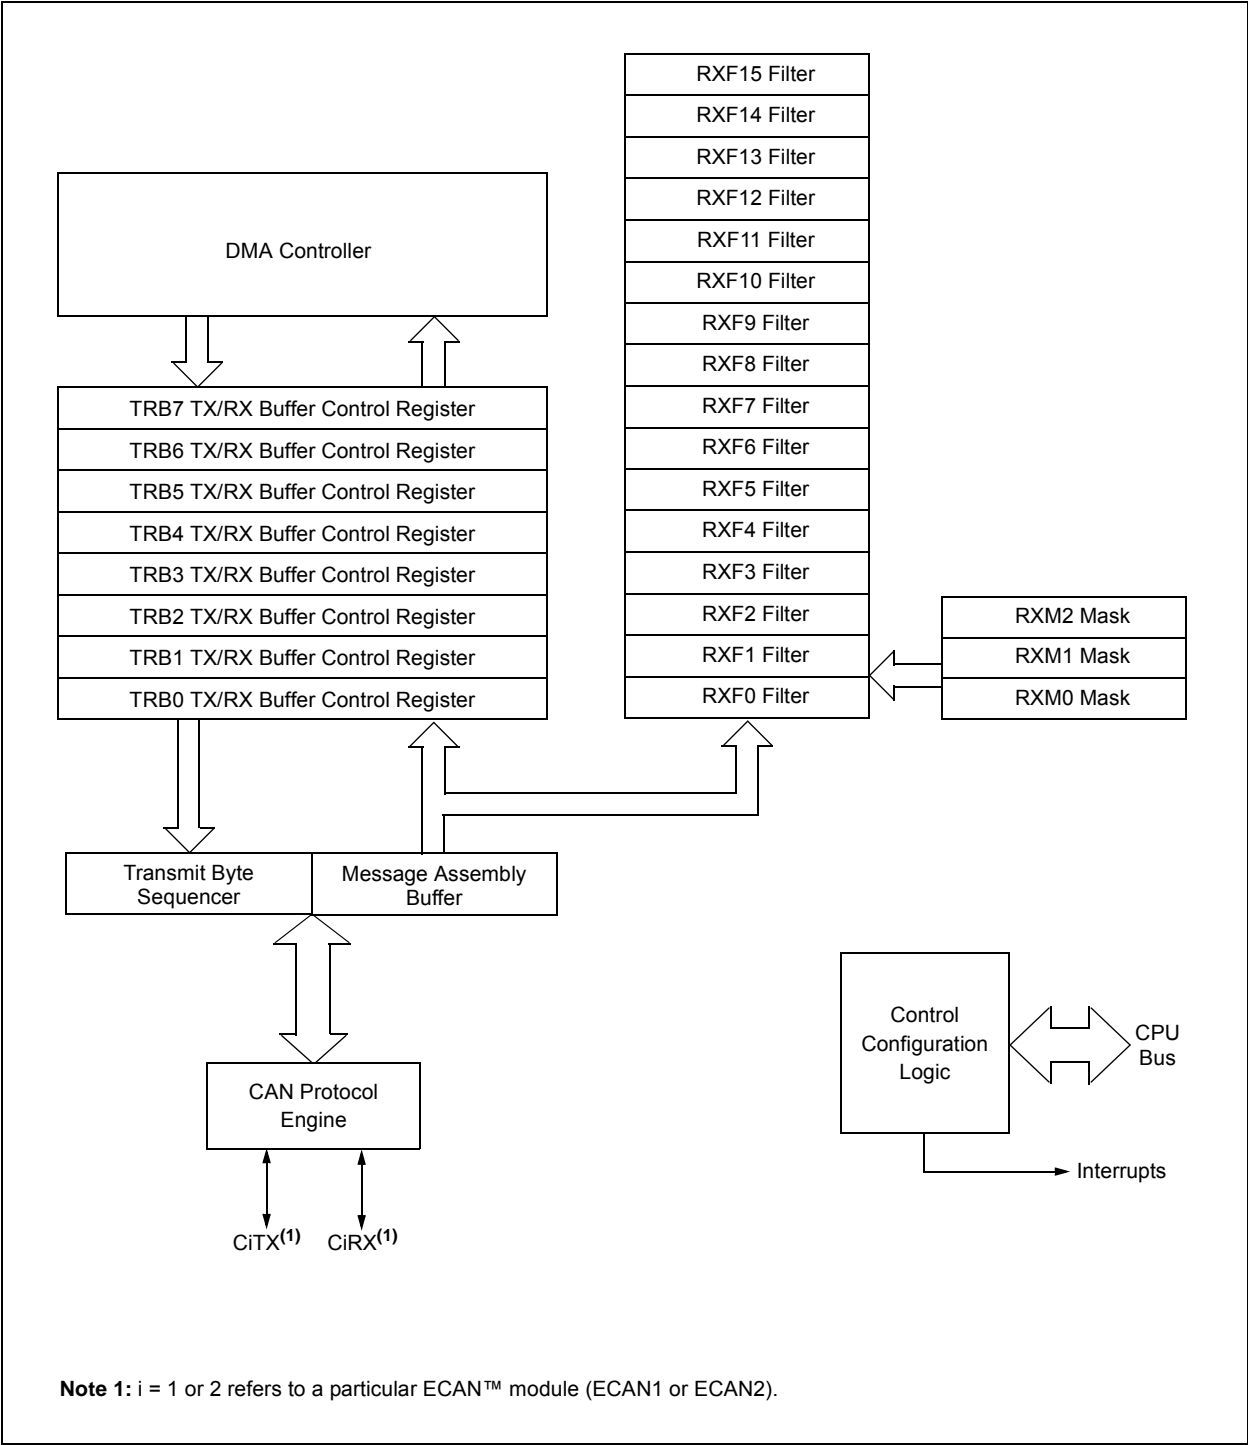 RXF15 Filter
RXF14 Filter
RXF13 Filter
RXF12 Filter
RXF11 Filter
RXF10 Filter
RXF9 Filter
RXF8 Filter
RXF7 Filter
RXF6 Filter
RXF5 Filter
RXF4 Filter
RXF3 Filter
RXF2 Filter
RXF1 Filter
RXF0 Filter
DMA Controller
TRB7 TX/RX Buffer Control Register
TRB6 TX/RX Buffer Control Register
TRB5 TX/RX Buffer Control Register
TRB4 TX/RX Buffer Control Register
TRB3 TX/RX Buffer Control Register
TRB2 TX/RX Buffer Control Register
TRB1 TX/RX Buffer Control Register
TRB0 TX/RX Buffer Control Register
RXM2 Mask
RXM1 Mask
RXM0 Mask
Transmit Byte
Sequencer
Message Assembly
Buffer
CAN Protocol
Engine
CiTX(1)
CiRX(1)
Control
Configuration
Logic
CPU
Bus
Interrupts
Note 1: i = 1 or 2 refers to a particular ECAN™ module (ECAN1 or ECAN2).